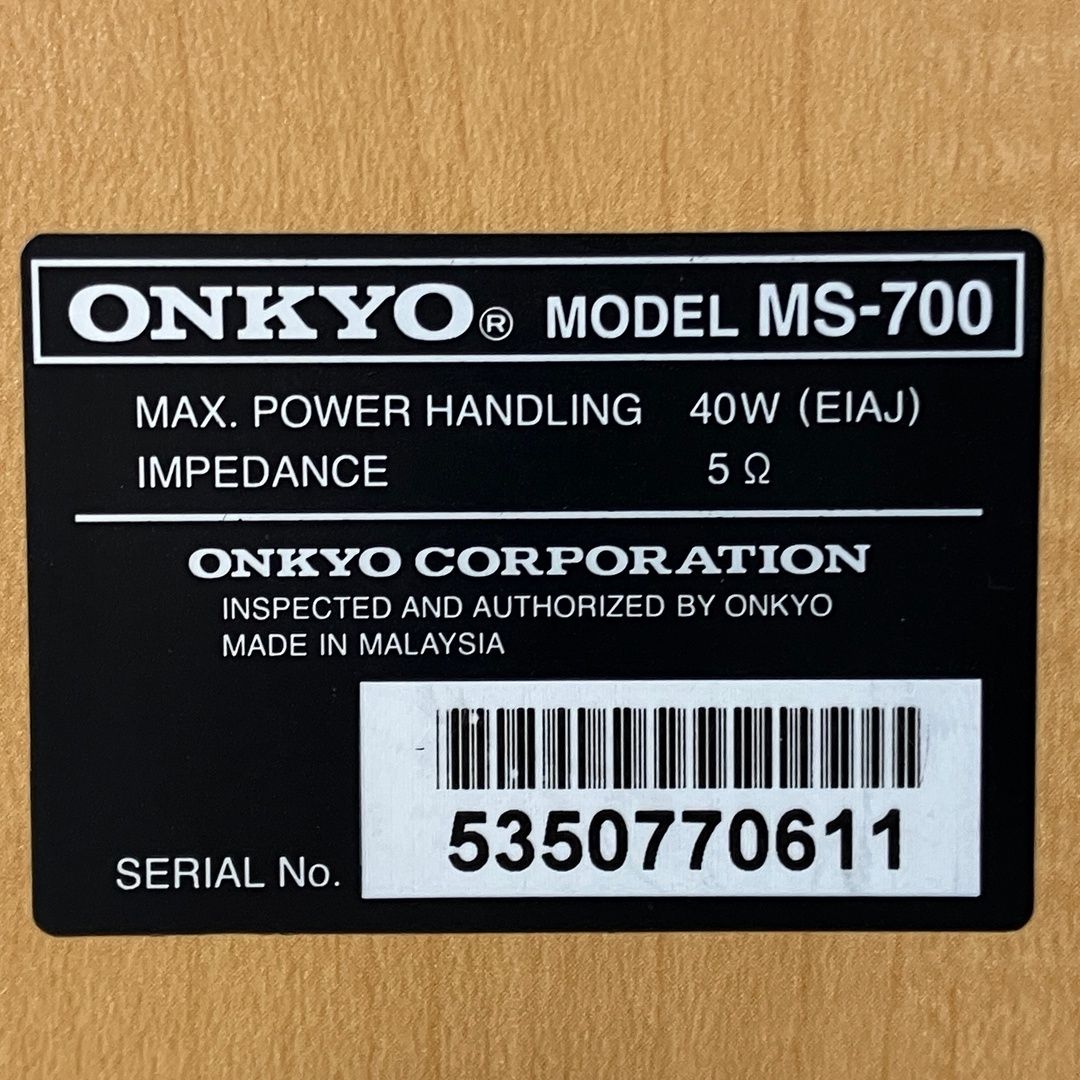 ONKYO® MODEL MS-700
MAX. POWER HANDLING 40W (EIAJ)
IMPEDANCE 5 Ω
ONKYO CORPORATION
INSPECTED AND AUTHORIZED BY ONKYO
MADE IN MALAYSIA
SERIAL No. 5350770611